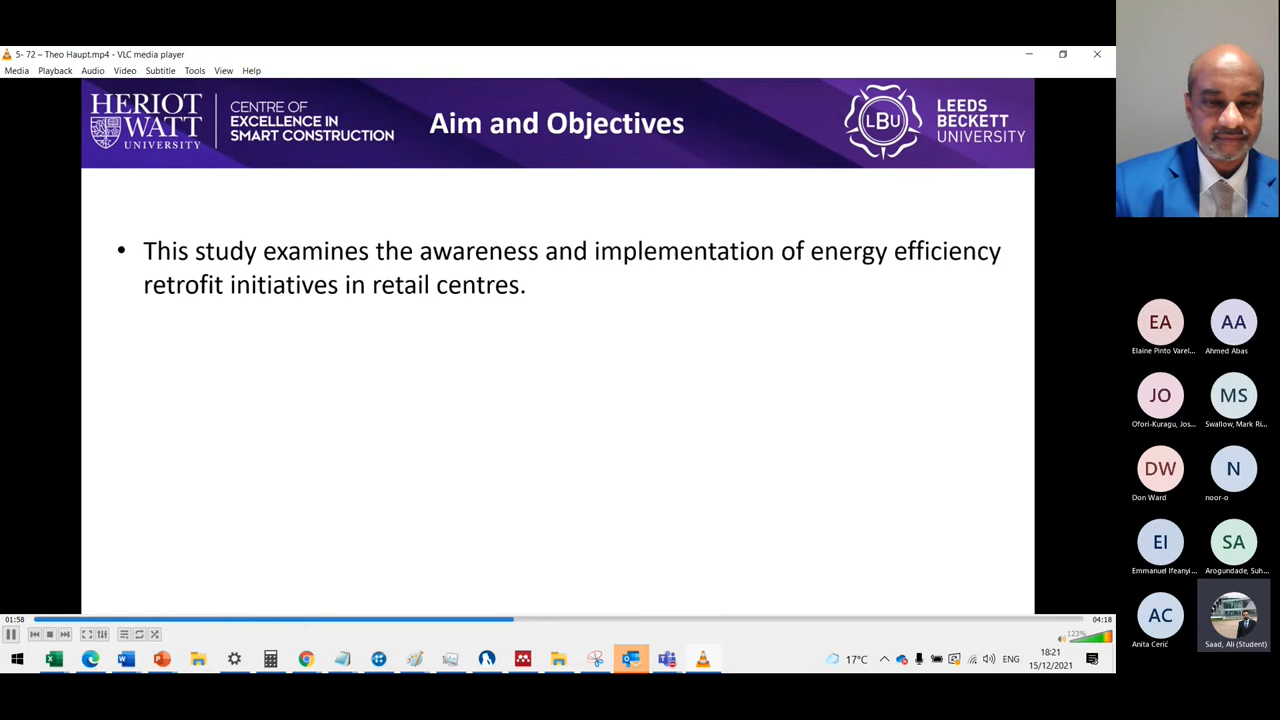 5- 72 – Theo Haupt.mp4 - VLC media player
Media Playback Audio Video Subtitle Tools View Help
HERIOT
WATT
UNIVERSITY
CENTRE OF
EXCELLENCE IN
SMART CONSTRUCTION
Aim and Objectives
LBU
LEEDS
BECKETT
UNIVERSITY
• This study examines the awareness and implementation of energy efficiency
retrofit initiatives in retail centres.
EA
Elaine Pinto Varel...
AA
Ahmed Abas
JO
Ofori-Kuragu, Jos...
MS
Swallow, Mark Ri...
DW
Don Ward
N
noor-o
EI
Emmanuel Ifeanyi...
SA
Arogundade, Suh...
AC
Anita Cerić
Saad, Ali (Student)
01:58
04:18
123%
17°C
ENG
18:21
15/12/2021